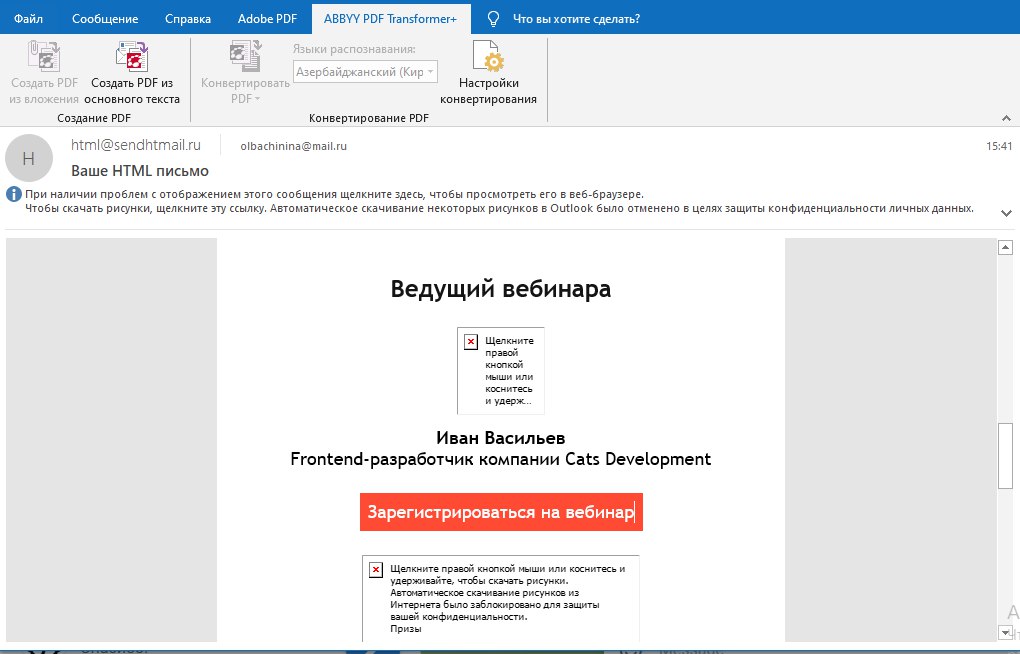 Файл Сообщение Справка Adobe PDF ABBYY PDF Transformer+ Что вы хотите сделать?
Создать PDF из вложения
Создать PDF из основного текста
Создание PDF
Конвертировать PDF
Языки распознавания:
Азербайджанский (Кир
Настройки конвертирования
Конвертирование PDF
H
html@sendhtmail.ru olbachinina@mail.ru 15:41
Ваше HTML письмо
При наличии проблем с отображением этого сообщения щелкните здесь, чтобы просмотреть его в веб-браузере.
Чтобы скачать рисунки, щелкните эту ссылку. Автоматическое скачивание некоторых рисунков в Outlook было отменено в целях защиты конфиденциальности личных данных.
Ведущий вебинара
Щелкните
правой
кнопкой
мыши или
коснитесь
и удерж...
Иван Васильев
Frontend-разработчик компании Cats Development
Зарегистрироваться на вебинар
Щелкните правой кнопкой мыши или коснитесь и
удерживайте, чтобы скачать рисунки.
Автоматическое скачивание рисунков из
Интернета было заблокировано для защиты
вашей конфиденциальности.
Призы